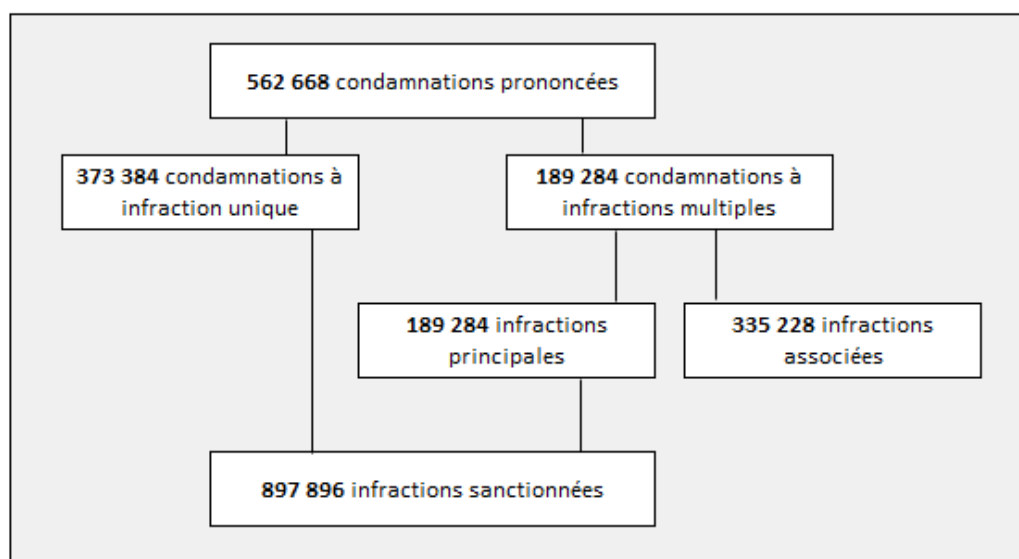 562 668 condamnations prononcées
373 384 condamnations à
infraction unique
189 284 condamnations à
infractions multiples
189 284 infractions
principales
335 228 infractions
associées
897 896 infractions sanctionnées